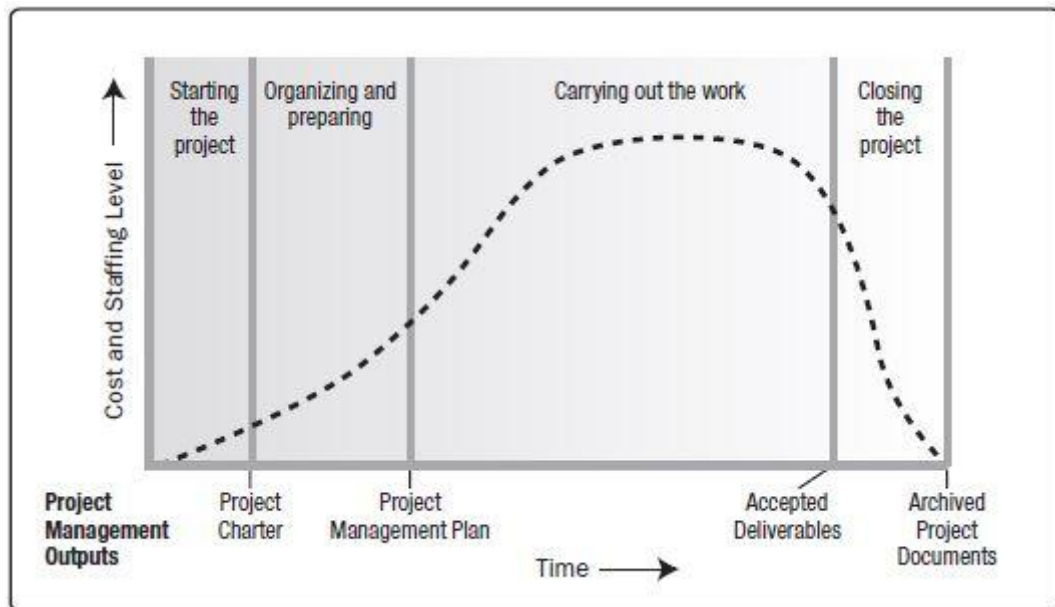 Starting
the
project
Organizing and
preparing
Carrying out the work
Closing
the
project
Cost and Staffing Level
Project
Management
Outputs
Project
Charter
Project
Management Plan
Accepted
Deliverables
Archived
Project
Documents
Time